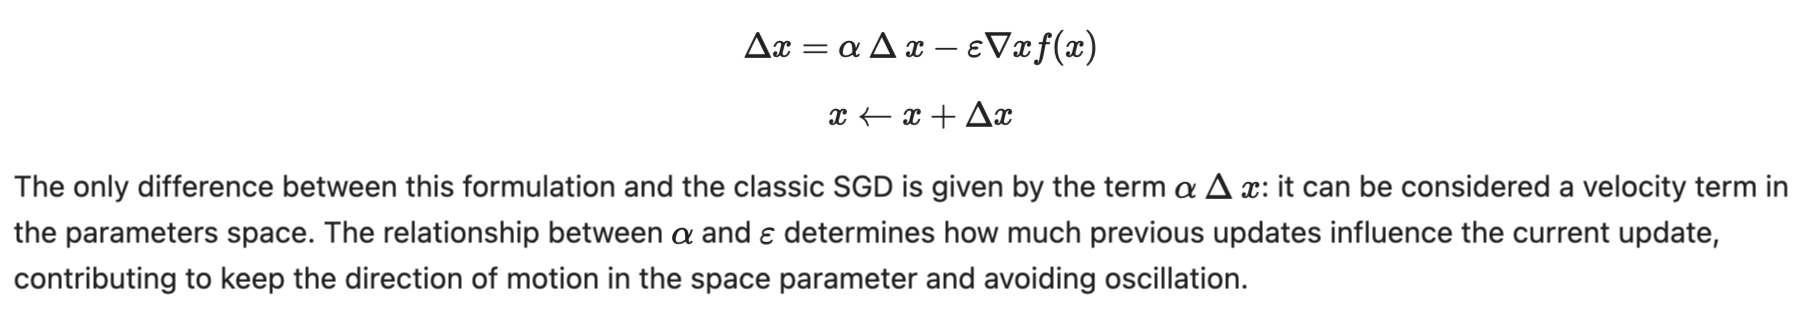 Δx = α Δ x − ε∇xf(x)
x ← x + Δx
The only difference between this formulation and the classic SGD is given by the term α Δ x: it can be considered a velocity term in
the parameters space. The relationship between α and ε determines how much previous updates influence the current update,
contributing to keep the direction of motion in the space parameter and avoiding oscillation.